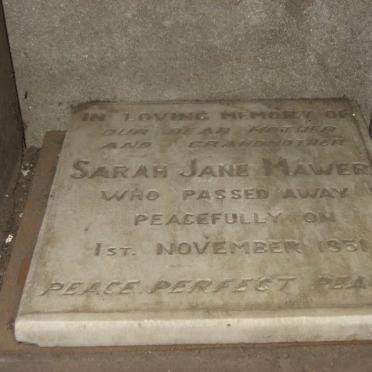 IN LOVING MEMORY OF
OUR DEAR MOTHER
AND GRANDMOTHER
SARAH JANE MAWER
WHO PASSED AWAY
PEACEFULLY ON
1ST. NOVEMBER
PEACE PERFECT PEACE